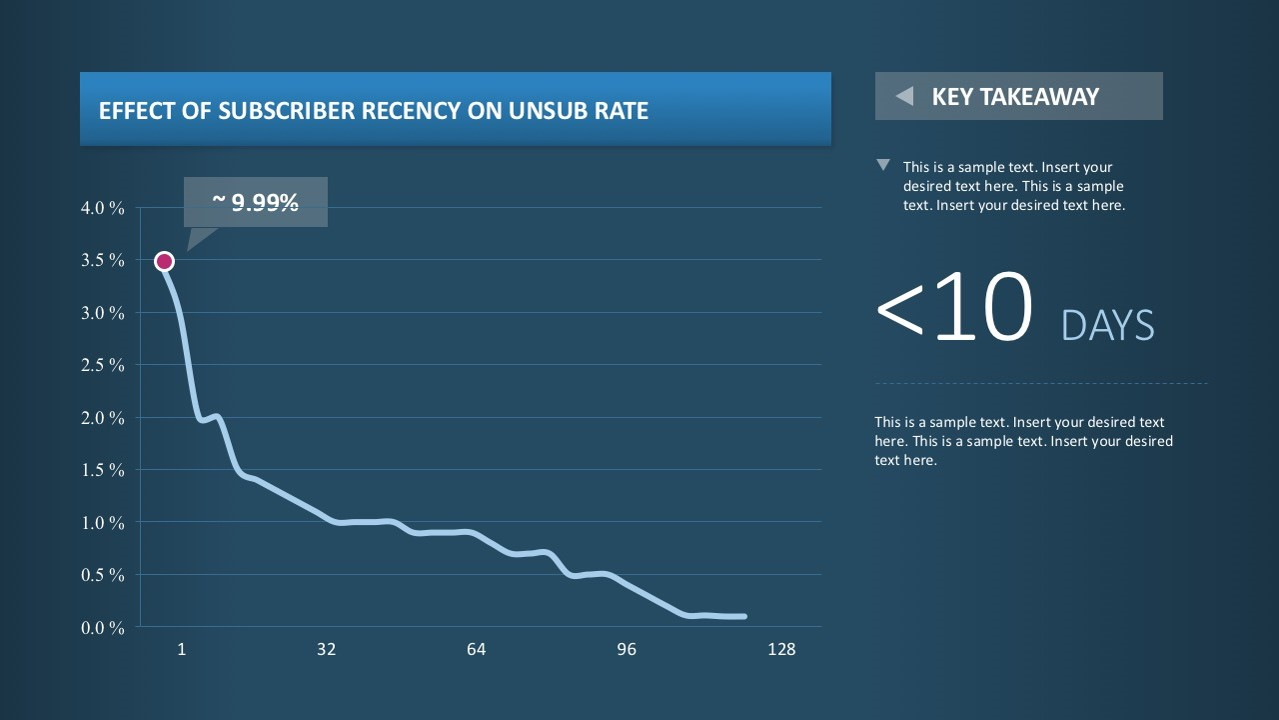 EFFECT OF SUBSCRIBER RECENCY ON UNSUB RATE
~ 9.99%
4.0 %
3.5 %
3.0 %
2.5 %
2.0 %
1.5 %
1.0 %
0.5 %
0.0 %
1 32 64 96 128
KEY TAKEAWAY
This is a sample text. Insert your
desired text here. This is a sample
text. Insert your desired text here.
<10 DAYS
This is a sample text. Insert your desired text
here. This is a sample text. Insert your desired
text here.